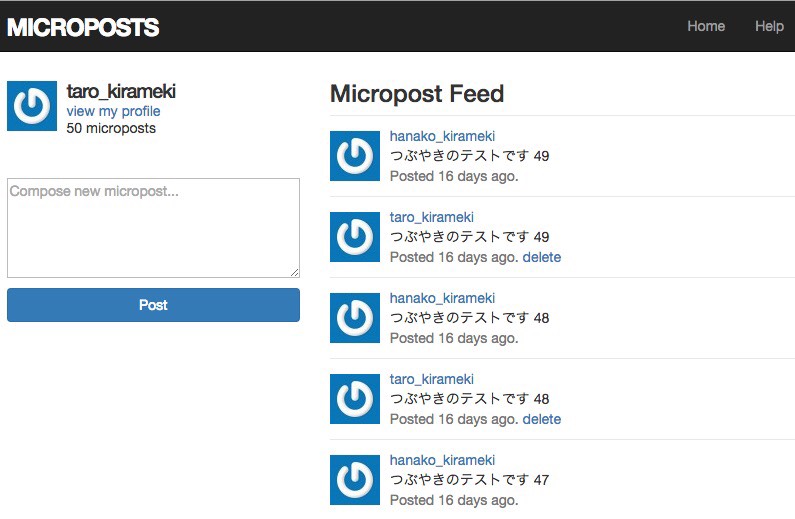 MICROPOSTS
Home Help
taro_kirameki
view my profile
50 microposts
Compose new micropost...
Post
Micropost Feed
hanako_kirameki
つぶやきのテストです 49
Posted 16 days ago.
taro_kirameki
つぶやきのテストです 49
Posted 16 days ago. delete
hanako_kirameki
つぶやきのテストです 48
Posted 16 days ago.
taro_kirameki
つぶやきのテストです 48
Posted 16 days ago. delete
hanako_kirameki
つぶやきのテストです 47
Posted 16 days ago.